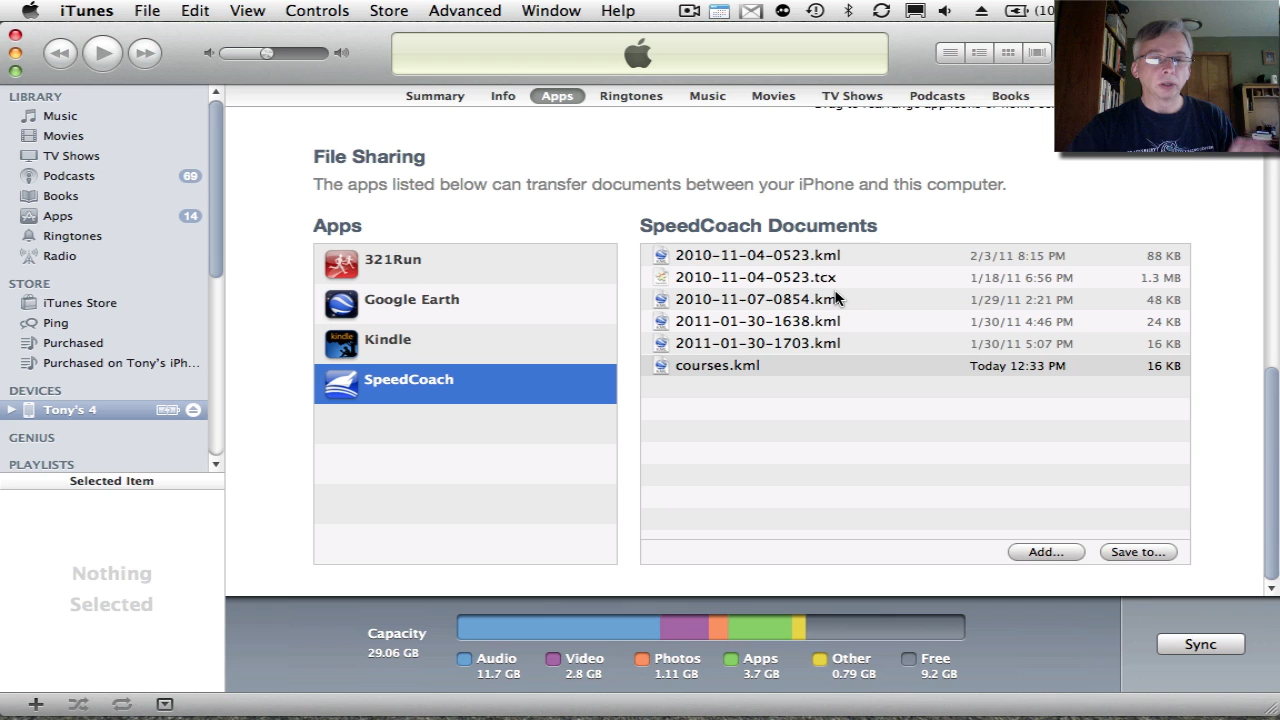 iTunes File Edit View Controls Store Advanced Window Help (10
LIBRARY
Music
Movies
TV Shows
Podcasts 69
Books
Apps 14
Ringtones
Radio
STORE
iTunes Store
Ping
Purchased
Purchased on Tony's iPh...
DEVICES
Tony's 4
GENIUS
PLAYLISTS
Selected Item
Nothing
Selected
Summary Info Apps Ringtones Music Movies TV Shows Podcasts Books
File Sharing
The apps listed below can transfer documents between your iPhone and this computer.
Apps
321Run
Google Earth
Kindle
kindle
SpeedCoach
SpeedCoach Documents
2010-11-04-0523.kml 2/3/11 8:15 PM 88 KB
2010-11-04-0523.tcx 1/18/11 6:56 PM 1.3 MB
2010-11-07-0854.kml 1/29/11 2:21 PM 48 KB
2011-01-30-1638.kml 1/30/11 4:46 PM 24 KB
2011-01-30-1703.kml 1/30/11 5:07 PM 16 KB
courses.kml Today 12:33 PM 16 KB
Add... Save to...
Capacity
29.06 GB
Audio Video Photos Apps Other Free
11.7 GB 2.8 GB 1.11 GB 3.7 GB 0.79 GB 9.2 GB
Sync